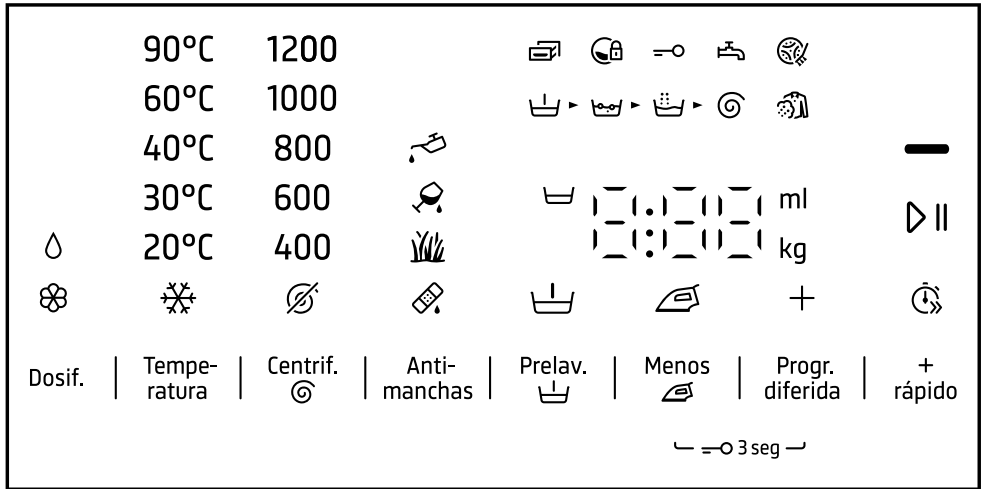 90°C 1200
60°C 1000
40°C 800
30°C 600 ml
20°C 400 kg
Dosif. Tempe-ratura Centrif. Anti-manchas Prelav. Menos Progr. diferida + rápido
3 seg